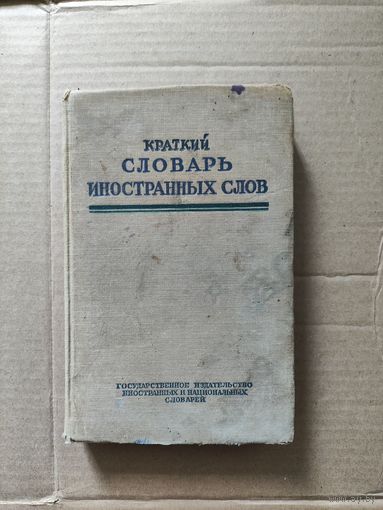 КРАТКИЙ
СЛОВАРЬ
ИНОСТРАННЫХ СЛОВ
ГОСУДАРСТВЕННОЕ ИЗДАТЕЛЬСТВО
ИНОСТРАННЫХ И НАЦИОНАЛЬНЫХ
СЛОВАРЕЙ